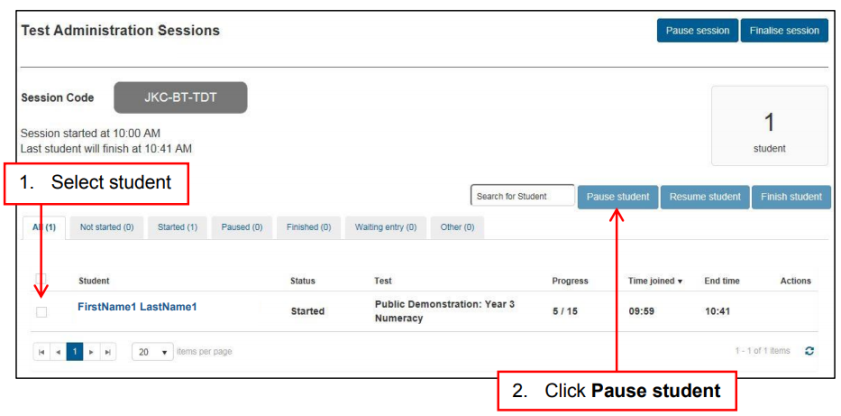 Test Administration Sessions
Pause session
Finalise session
Session Code
JKC-BT-TDT
Session started at 10:00 AM
Last student will finish at 10:41 AM
1
student
1. Select student
Search for Student
Pause student
Resume student
Finish student
All (1)
Not started (0)
Started (1)
Paused (0)
Finished (0)
Waiting entry (0)
Other (0)
Student
Status
Test
Progress
Time joined
End time
Actions
FirstName1 LastName1
Started
Public Demonstration: Year 3
Numeracy
5 / 15
09:59
10:41
1
20
items per page
1 - 1 of 1 items
2. Click Pause student